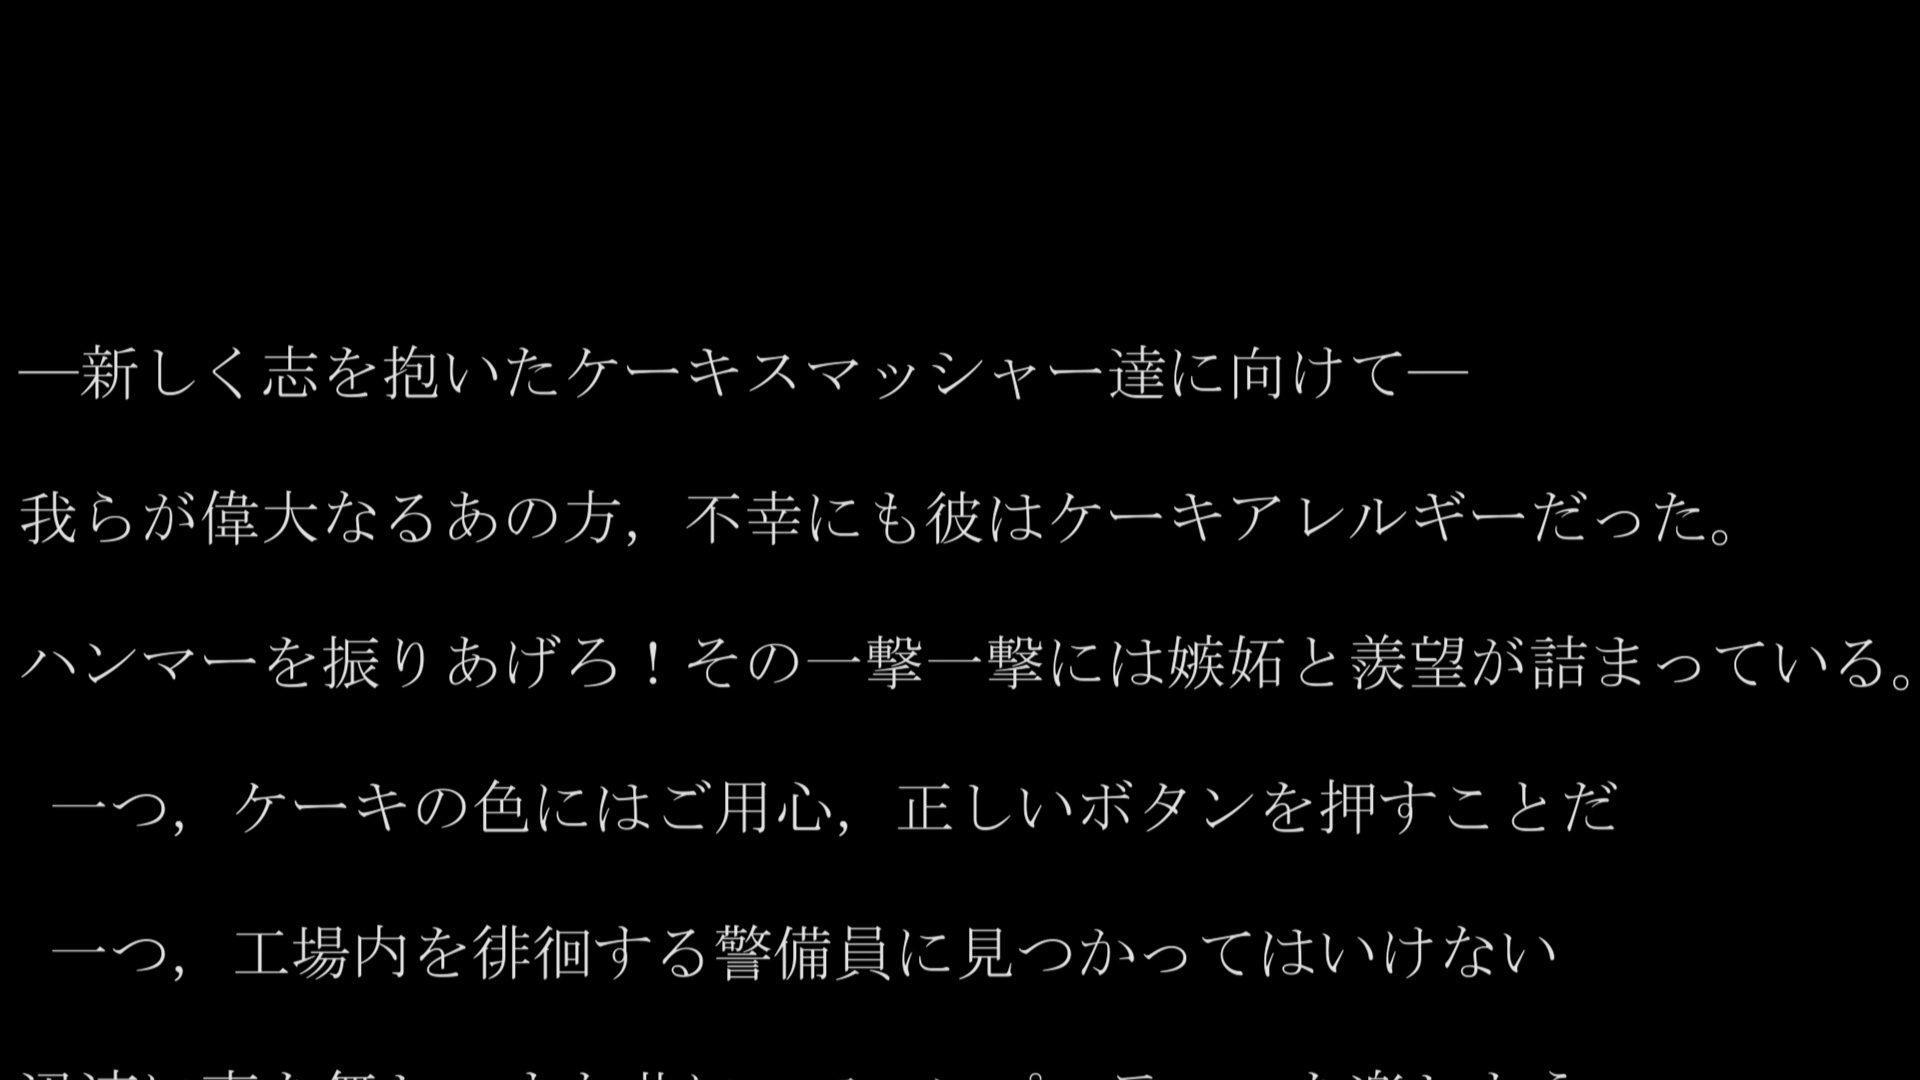 ―新しく志を抱いたケーキスマッシャー達に向けて―
我らが偉大なるあの方，不幸にも彼はケーキアレルギーだった。
ハンマーを振りあげろ！その一撃一撃には嫉妬と羨望が詰まっている。
一つ，ケーキの色にはご用心，正しいボタンを押すことだ
一つ，工場内を徘徊する警備員に見つかってはいけない